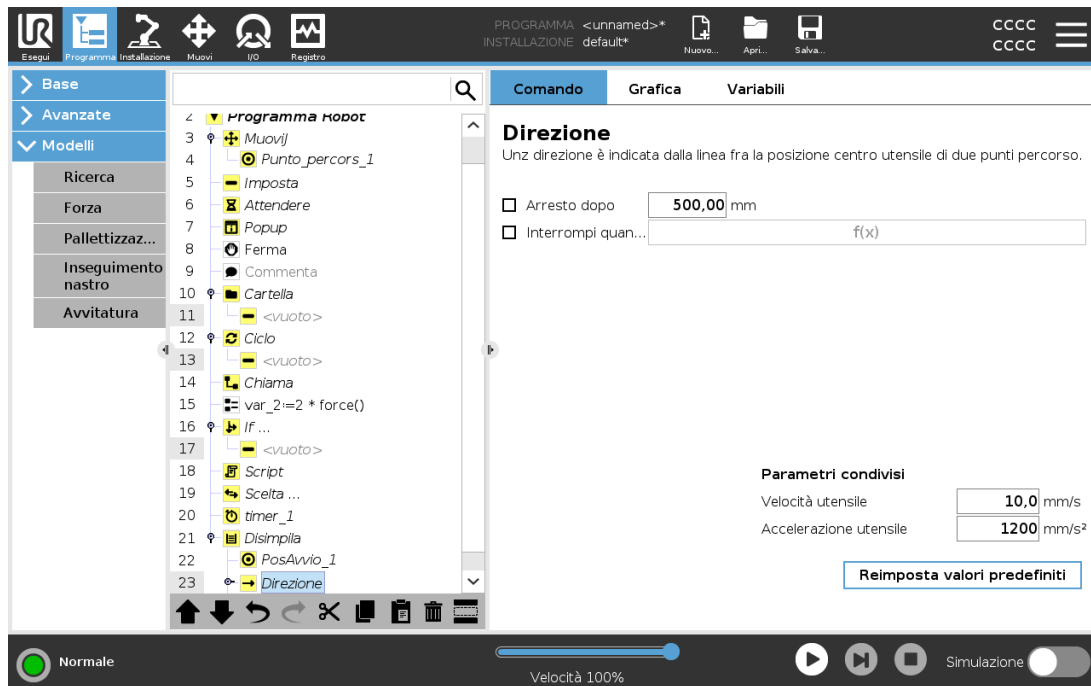 PROGRAMMA <unnamed>*
INSTALLAZIONE default*
Esegui
Programma
Installazione
Muovi
I/O
Registro
Nuovo...
Apri...
Salva...
CCCC
CCCC
Base
Avanzate
Modelli
Ricerca
Forza
Pallettizzaz...
Inseguimento
nastro
Avvitatura
2 Programma Robot
3 MuoviJ
4 Punto_percors_1
5 Imposta
6 Attendere
7 Popup
8 Ferma
9 Commenta
10 Cartella
11 <vuoto>
12 Ciclo
13 <vuoto>
14 Chiama
15 var_2:=2 * force()
16 If ...
17 <vuoto>
18 Script
19 Scelta ...
20 timer_1
21 Disimpila
22 PosAvvio_1
23 Direzione
Comando
Grafica
Variabili
Direzione
Unz direzione è indicata dalla linea fra la posizione centro utensile di due punti percorso.
Arresto dopo 500,00 mm
Interrompi quan... f(x)
Parametri condivisi
Velocità utensile 10,0 mm/s
Accelerazione utensile 1200 mm/s²
Reimposta valori predefiniti
Normale
Velocità 100%
Simulazione